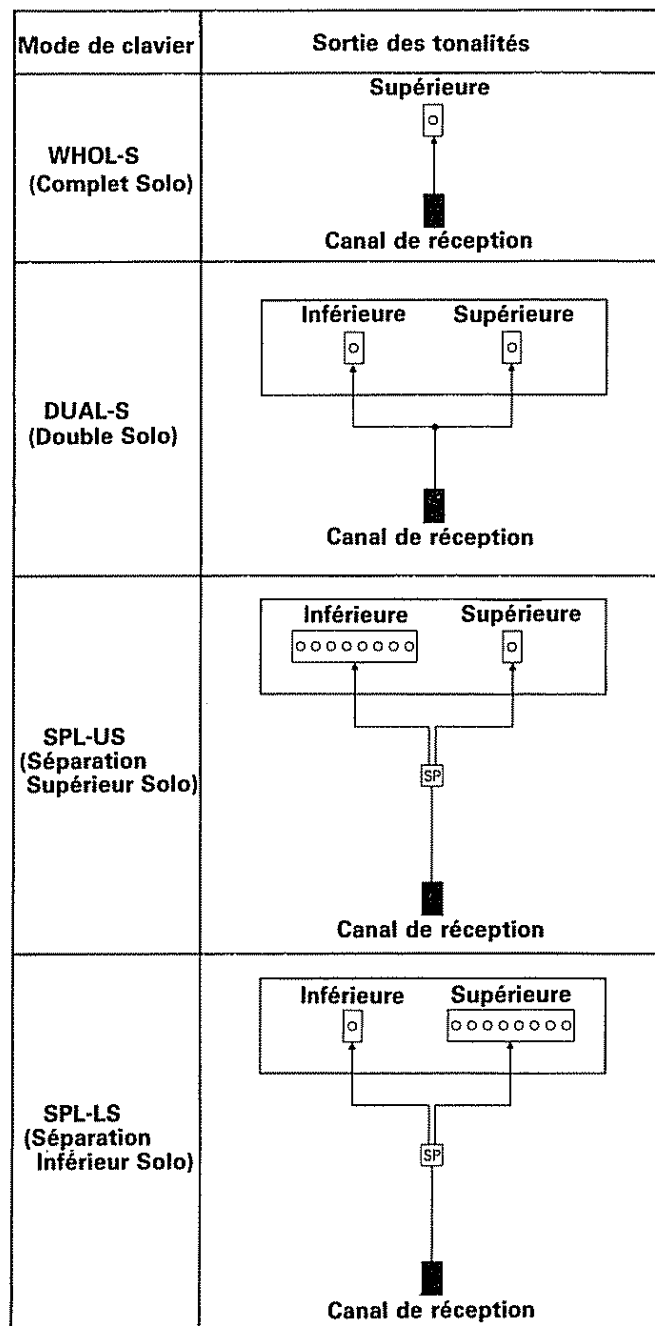 Mode de clavier
Sortie des tonalités
WHOL-S
(Complet Solo)
Supérieure
Canal de réception
DUAL-S
(Double Solo)
Inférieure
Supérieure
Canal de réception
SPL-US
(Séparation
Supérieur Solo)
Inférieure
Supérieure
SP
Canal de réception
SPL-LS
(Séparation
Inférieur Solo)
Inférieure
Supérieure
SP
Canal de réception